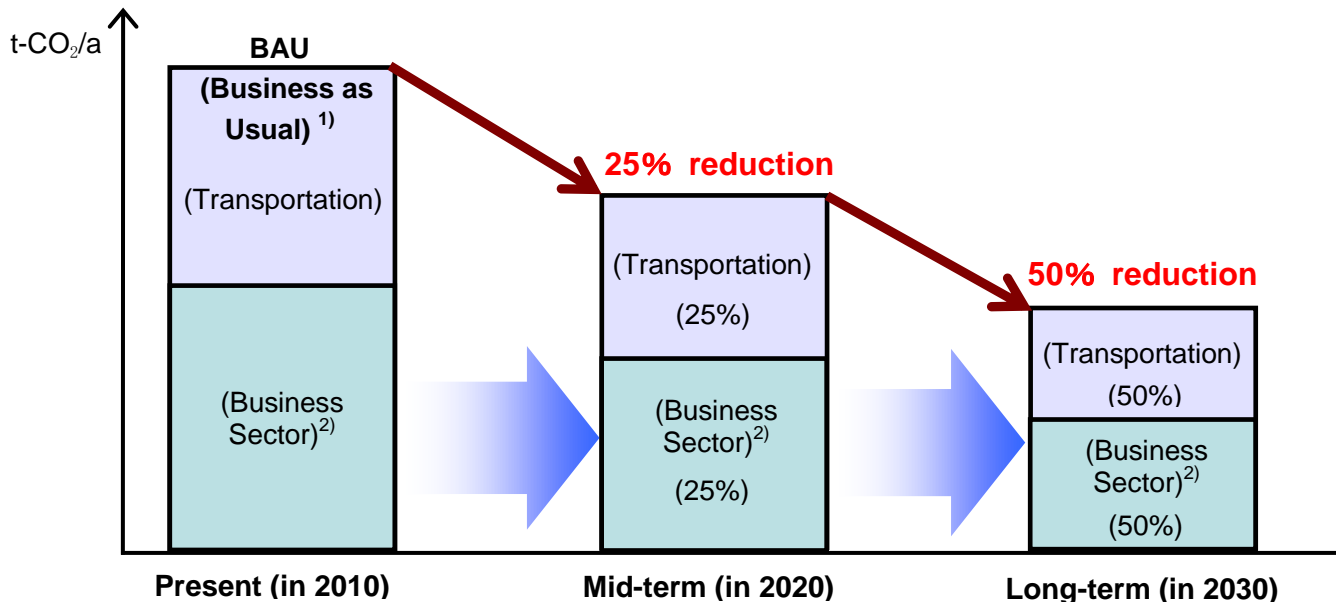 t-CO₂/a
BAU
(Business as
Usual) 1)
(Transportation)
(Business
Sector)2)
25% reduction
(Transportation)
(25%)
(Business
Sector)2)
(25%)
50% reduction
(Transportation)
(50%)
(Business
Sector)2)
(50%)
Present (in 2010)
Mid-term (in 2020)
Long-term (in 2030)